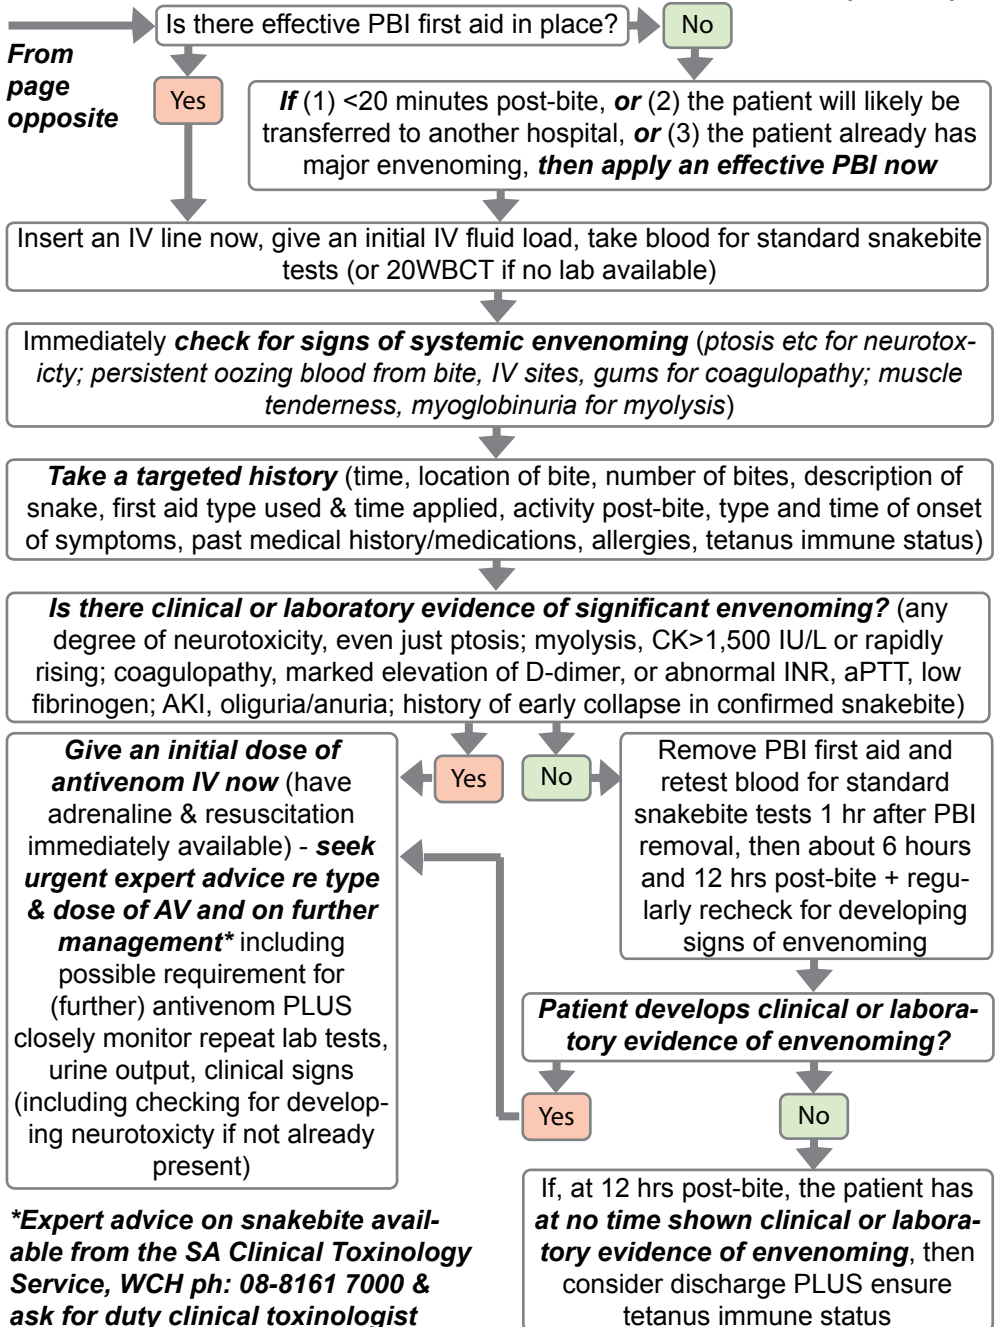 Is there effective PBI first aid in place?
No
From
page
opposite
Yes
If (1) <20 minutes post-bite, or (2) the patient will likely be
transferred to another hospital, or (3) the patient already has
major envenoming, then apply an effective PBI now
Insert an IV line now, give an initial IV fluid load, take blood for standard snakebite
tests (or 20WBCT if no lab available)
Immediately check for signs of systemic envenoming (ptosis etc for neurotox-
icty; persistent oozing blood from bite, IV sites, gums for coagulopathy; muscle
tenderness, myoglobinuria for myolysis)
Take a targeted history (time, location of bite, number of bites, description of
snake, first aid type used & time applied, activity post-bite, type and time of onset
of symptoms, past medical history/medications, allergies, tetanus immune status)
Is there clinical or laboratory evidence of significant envenoming? (any
degree of neurotoxicity, even just ptosis; myolysis, CK>1,500 IU/L or rapidly
rising; coagulopathy, marked elevation of D-dimer, or abnormal INR, aPTT, low
fibrinogen; AKI, oliguria/anuria; history of early collapse in confirmed snakebite)
Yes
No
Give an initial dose of
antivenom IV now (have
adrenaline & resuscitation
immediately available) - seek
urgent expert advice re type
& dose of AV and on further
management* including
possible requirement for
(further) antivenom PLUS
closely monitor repeat lab tests,
urine output, clinical signs
(including checking for develop-
ing neurotoxicty if not already
present)
Remove PBI first aid and
retest blood for standard
snakebite tests 1 hr after PBI
removal, then about 6 hours
and 12 hrs post-bite + regu-
larly recheck for developing
signs of envenoming
Patient develops clinical or labora-
tory evidence of envenoming?
Yes
No
If, at 12 hrs post-bite, the patient has
at no time shown clinical or labora-
tory evidence of envenoming, then
consider discharge PLUS ensure
tetanus immune status
*Expert advice on snakebite avail-
able from the SA Clinical Toxinology
Service, WCH ph: 08-8161 7000 &
ask for duty clinical toxinologist